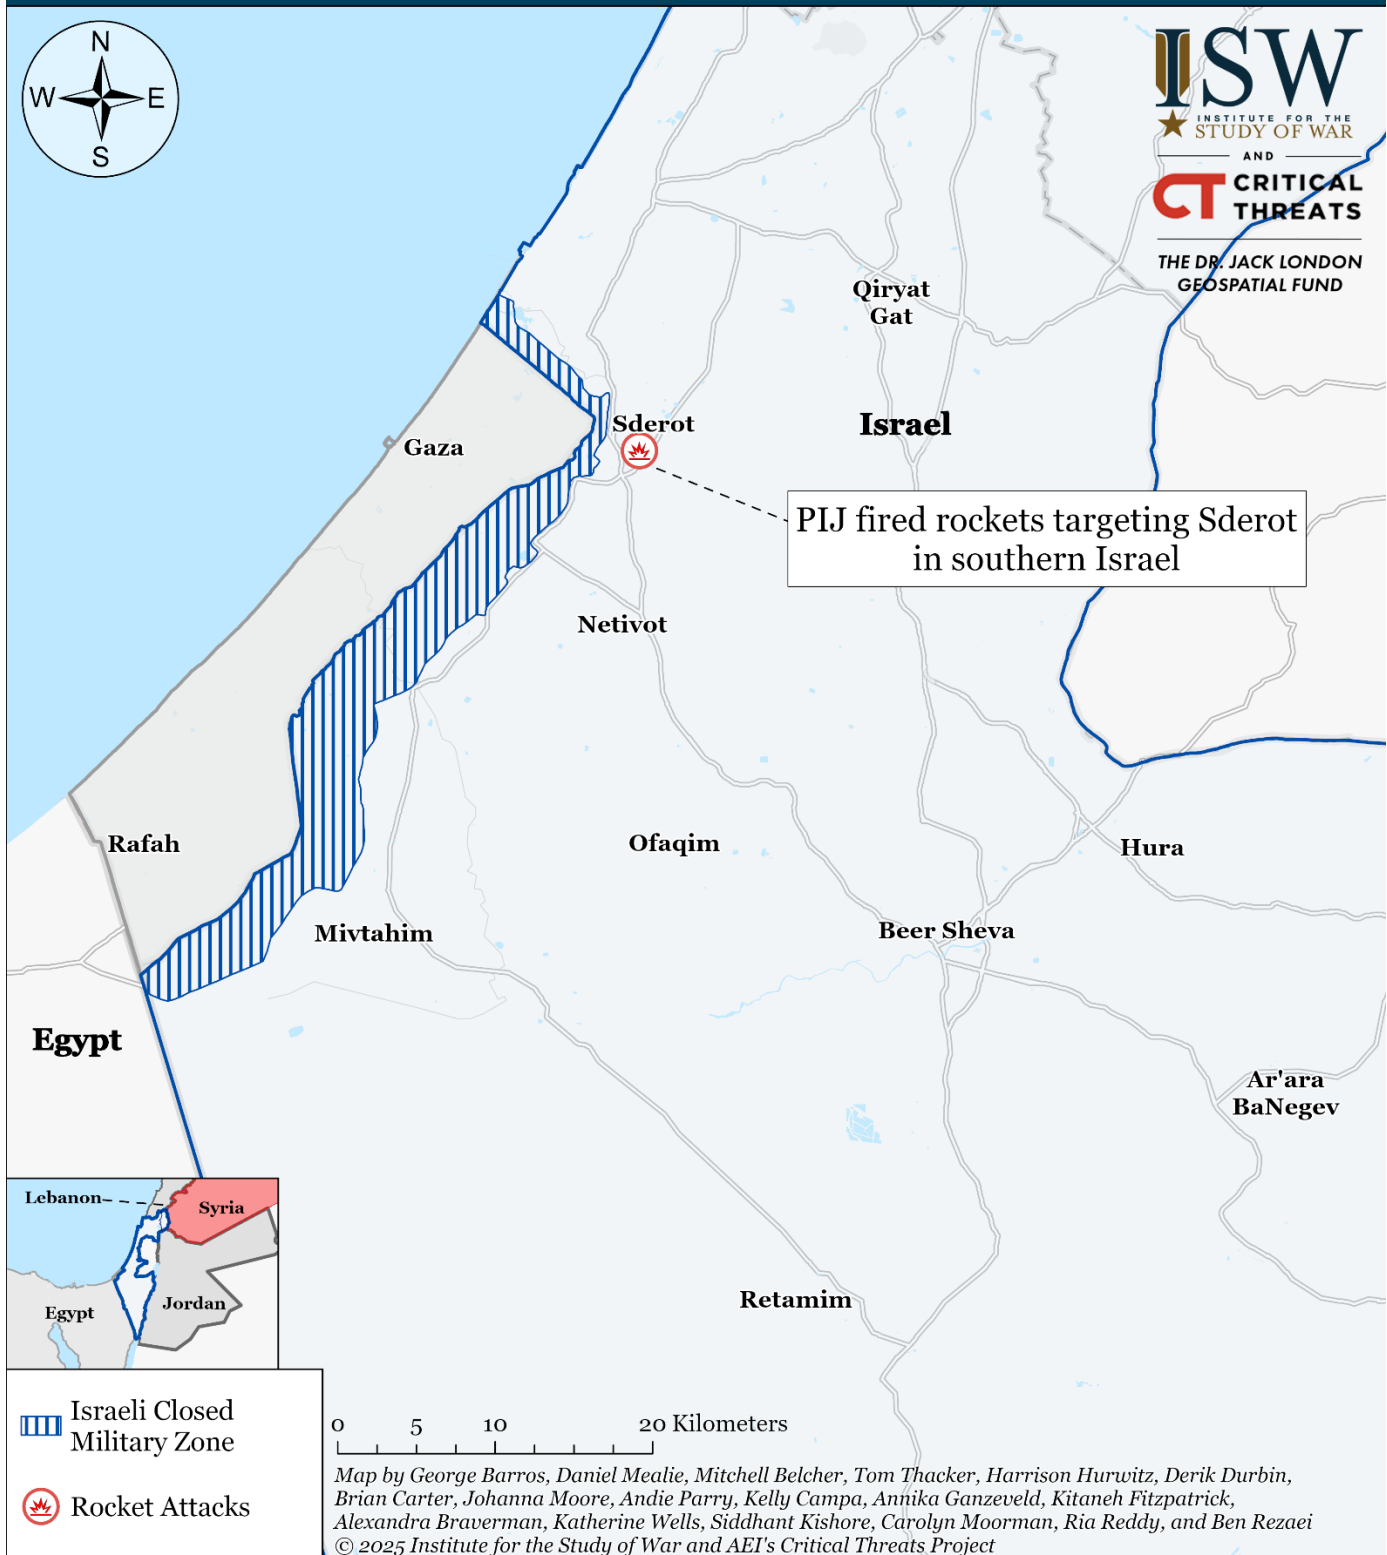 N
W E
S
ISW
INSTITUTE FOR THE
STUDY OF WAR
AND
CT CRITICAL
THREATS
THE DR. JACK LONDON
GEOSPATIAL FUND
Qiryat
Gat
Israel
Sderot
Gaza
PIJ fired rockets targeting Sderot
in southern Israel
Netivot
Rafah
Ofaqim
Hura
Mivtahim
Beer Sheva
Egypt
Ar'ara
BaNegev
Lebanon
Syria
Egypt
Jordan
Retamim
Israeli Closed
Military Zone
Rocket Attacks
0 5 10 20 Kilometers
Map by George Barros, Daniel Mealie, Mitchell Belcher, Tom Thacker, Harrison Hurwitz, Derik Durbin,
Brian Carter, Johanna Moore, Andie Parry, Kelly Campa, Annika Ganzeveld, Kitaneh Fitzpatrick,
Alexandra Braverman, Katherine Wells, Siddhant Kishore, Carolyn Moorman, Ria Reddy, and Ben Rezaei
© 2025 Institute for the Study of War and AEI's Critical Threats Project